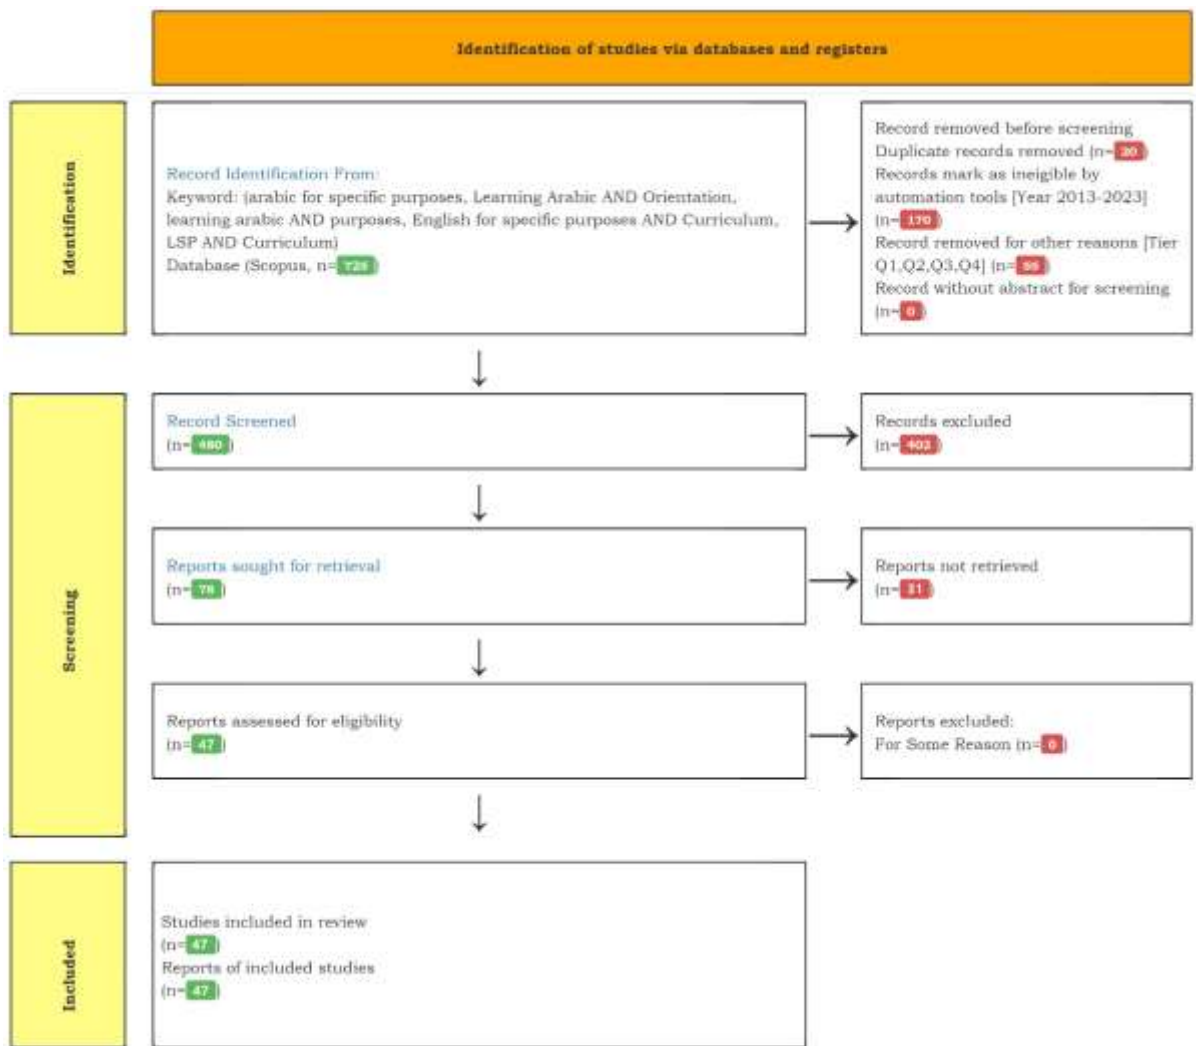 Identification of studies via databases and registers
Identification
Record Identification From:
Keyword: (arabic for specific purposes, Learning Arabic AND Orientation,
learning arabic AND purposes, English for specific purposes AND Curriculum,
LSP AND Curriculum)
Database (Scopus, n= )
Record removed before screening
Duplicate records removed (n=20)
Records mark as ineigible by
automation tools [Year 2013-2023]
(n=170)
Record removed for other reasons [Tier
Q1,Q2,Q3,Q4] (n= )
Record without abstract for screening
(n=0)
Screening
Record Screened
(n=480)
Records excluded
(n=402)
Reports sought for retrieval
(n=78)
Reports not retrieved
(n=31)
Reports assessed for eligibility
(n=47)
Reports excluded:
For Some Reason (n=0)
Included
Studies included in review
(n=47)
Reports of included studies
(n=47)